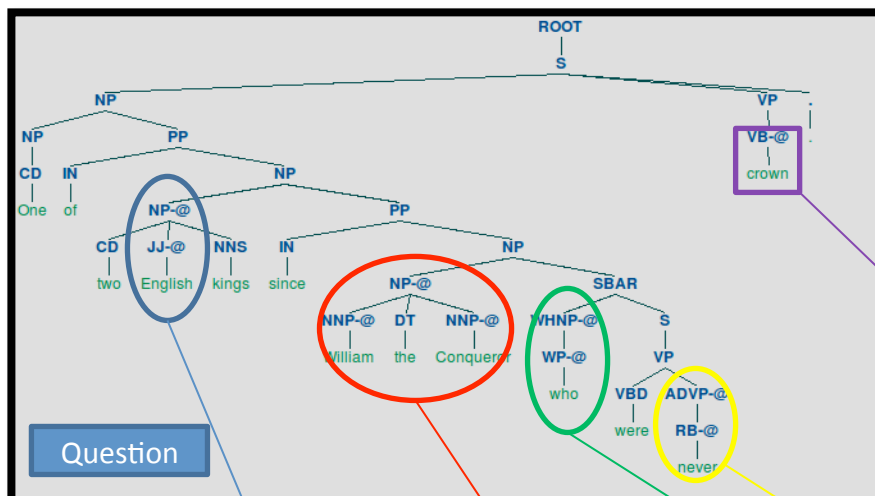 ROOT
S
NP VP .
NP PP VB-@ .
CD IN NP crown
One of NP-@ PP
CD JJ-@ NNS IN NP
two English kings since NP-@ SBAR
NNP-@ DT NNP-@ WHNP-@ S
William the Conqueror WP-@ VP
who VBD ADVP-@
were RB-@
never
Question